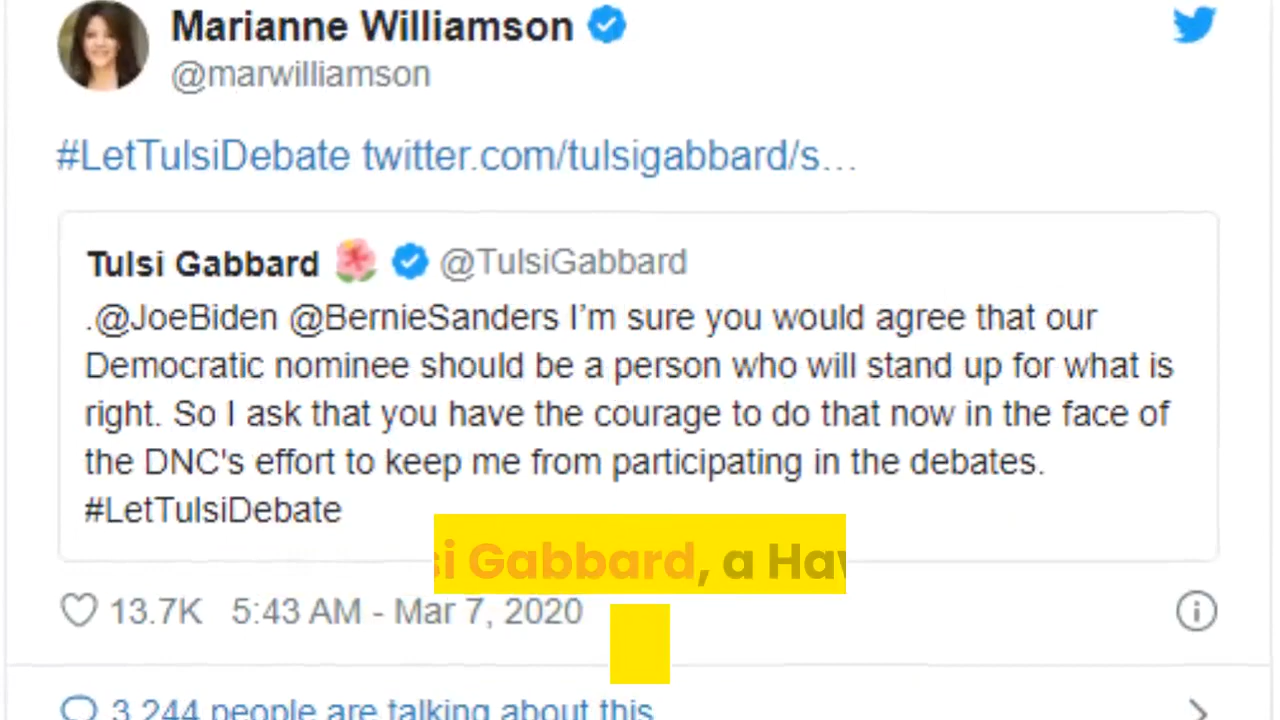 Marianne Williamson
@marwilliamson
#LetTulsiDebate twitter.com/tulsigabbard/s...
Tulsi Gabbard @TulsiGabbard
.@JoeBiden @BernieSanders I'm sure you would agree that our
Democratic nominee should be a person who will stand up for what is
right. So I ask that you have the courage to do that now in the face of
the DNC's effort to keep me from participating in the debates.
#LetTulsiDebate
Gabbard, a
13.7K 5:43 AM - Mar 7, 2020
3,244 people are talking about this